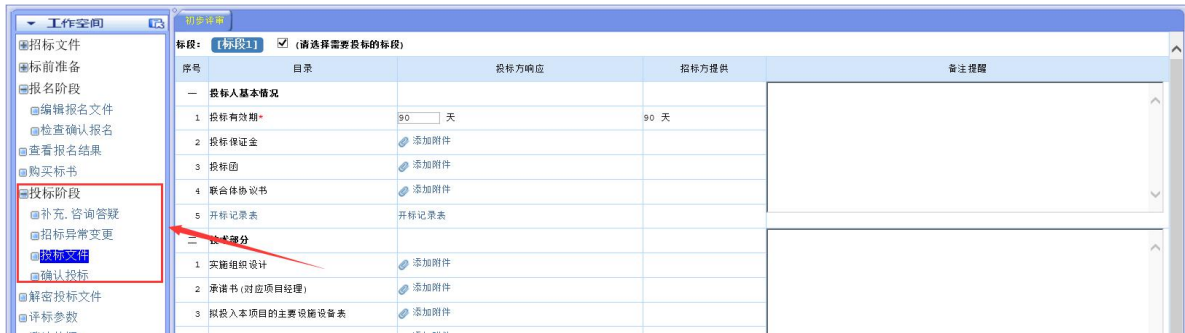 工作空间
招标文件
标前准备
报名阶段
编辑报名文件
检查确认报名
查看报名结果
购买标书
投标阶段
补充.咨询答疑
招标异常变更
投标文件
确认投标
解密投标文件
评标参数
初步评审
标段: [标段1] (请选择需要投标的标段)
序号 目录 投标方响应 招标方提供 备注提醒
一 投标人基本情况
1 投标有效期* 90 天 90 天
2 投标保证金 添加附件
3 投标函 添加附件
4 联合体协议书 添加附件
5 开标记录表 开标记录表
二 技术部分
1 实施组织设计 添加附件
2 承诺书(对应项目经理) 添加附件
3 拟投入本项目的主要设施设备表 添加附件